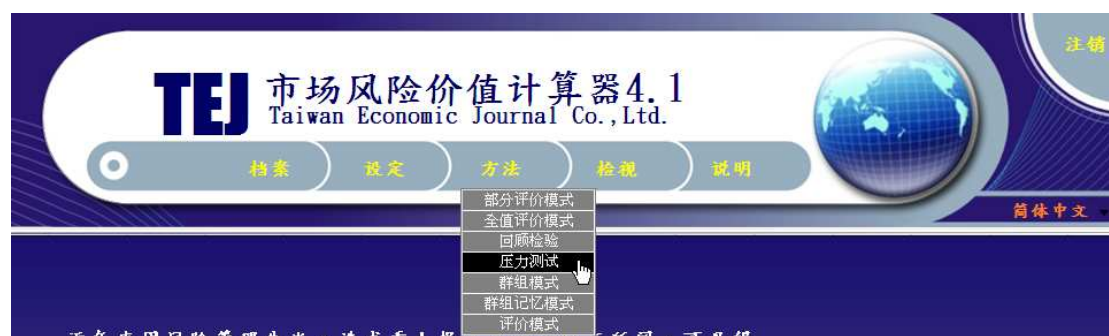 注销
TEJ 市场风险价值计算器4.1
Taiwan Economic Journal Co.,Ltd.
档案 设定 方法 检视 说明
简体中文
部分评价模式
全值评价模式
回顾检验
压力测试
群组模式
群组记忆模式
评价模式